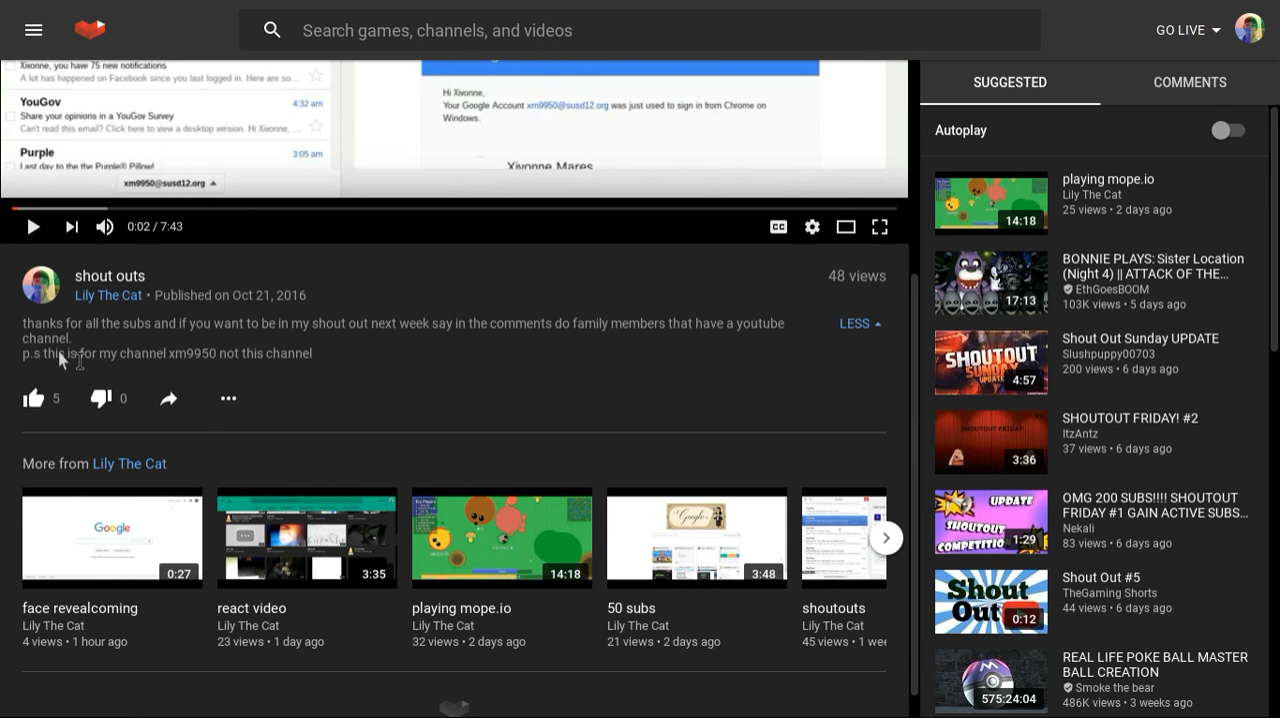 Search games, channels, and videos
GO LIVE
Xivonne, you have 75 new notifications
A lot has happened on Facebook since you last logged in. Here are so...
YouGov
4:32 am
Share your opinions in a YouGov Survey
Can't read this email? Click here to view a desktop version. Hi Xivonne, ...
Purple
3:05 am
Last day to the the Purple® Pillow!
xm9950@susd12.org
Hi Xivonne,
Your Google Account xm9950@susd12.org was just used to sign in from Chrome on
Windows.
Xivonne Mares
0:02 / 7:43
CC
shout outs
48 views
Lily The Cat • Published on Oct 21, 2016
thanks for all the subs and if you want to be in my shout out next week say in the comments do family members that have a youtube
channel.
LESS
p.s this is for my channel xm9950 not this channel
5
0
More from Lily The Cat
Google
0:27
face revealcoming
Lily The Cat
4 views • 1 hour ago
3:35
react video
Lily The Cat
23 views • 1 day ago
14:18
playing mope.io
Lily The Cat
32 views • 2 days ago
Google
3:48
50 subs
Lily The Cat
21 views • 2 days ago
shoutouts
Lily The Cat
45 views • 1 wee
SUGGESTED
COMMENTS
Autoplay
14:18
playing mope.io
Lily The Cat
25 views • 2 days ago
17:13
BONNIE PLAYS: Sister Location
(Night 4) || ATTACK OF THE...
EthGoesBOOM
103K views • 5 days ago
SHOUTOUT
SUNDAY
UPDATE
4:57
Shout Out Sunday UPDATE
Slushpuppy00703
200 views • 6 days ago
SHOUTOUT FRIDAY
3:36
SHOUTOUT FRIDAY! #2
ItzAntz
37 views • 6 days ago
UPDATE
SHOUTOUT
COMPETITIO
1:29
OMG 200 SUBS!!!! SHOUTOUT
FRIDAY #1 GAIN ACTIVE SUBS...
Nekali
83 views • 6 days ago
Shout
Out
0:12
Shout Out #5
TheGaming Shorts
44 views • 6 days ago
575:24:04
REAL LIFE POKE BALL MASTER
BALL CREATION
Smoke the bear
486K views • 3 weeks ago